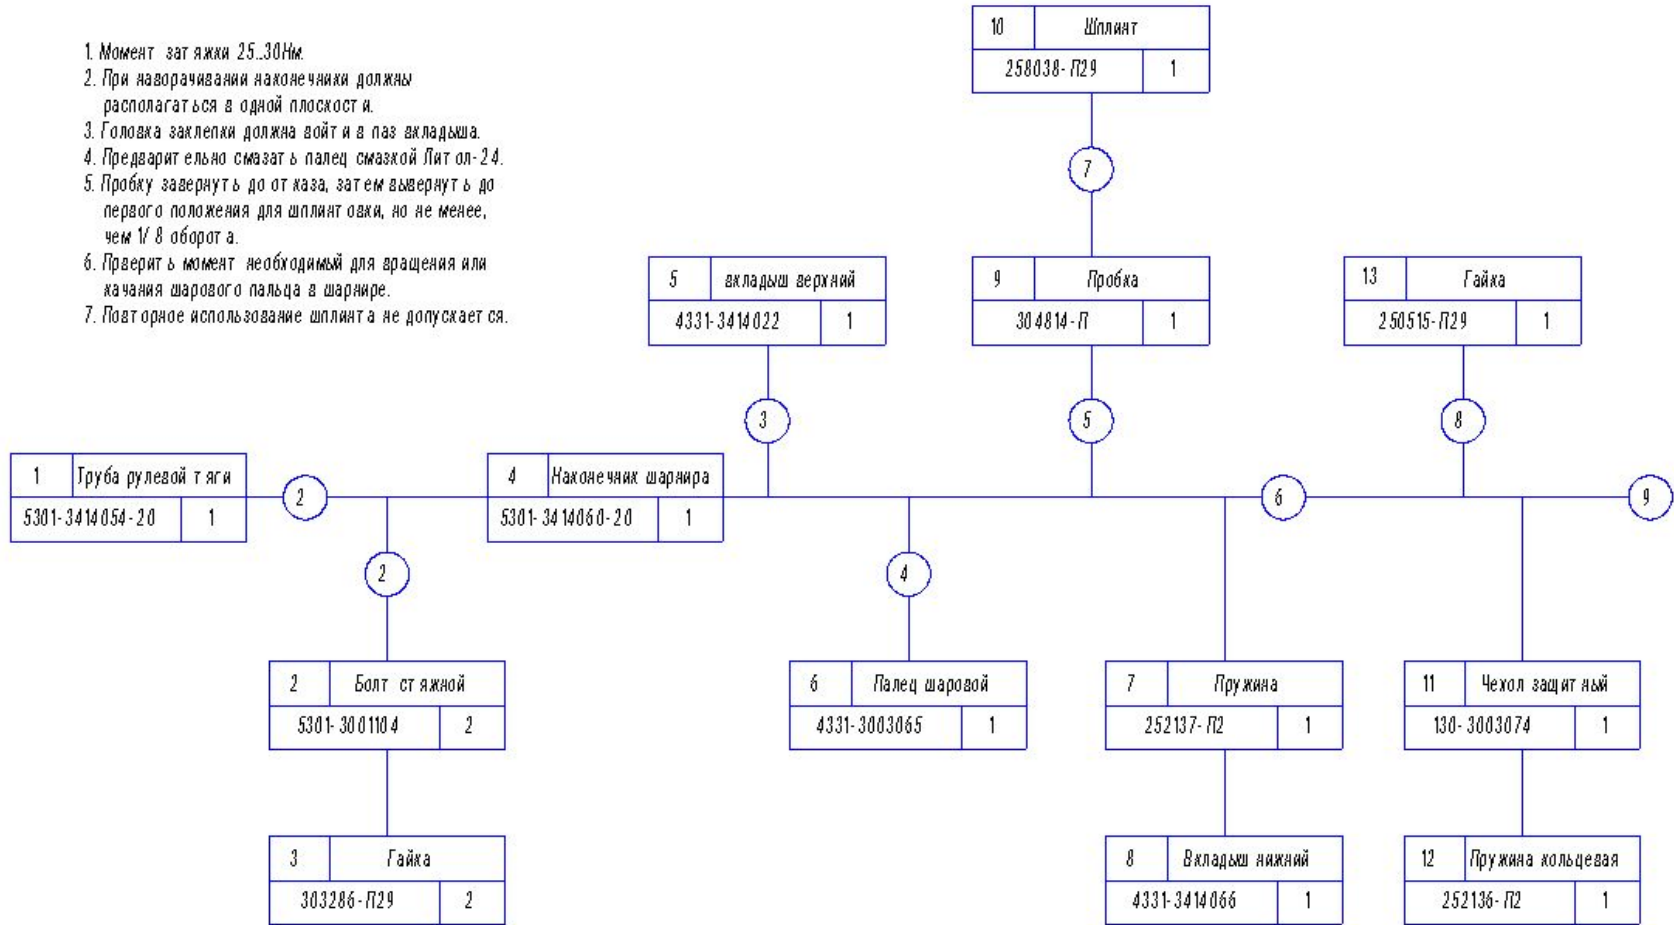 1. Момент затяжки 25..30Нм.
2. При наворачивании наконечники должны
располагаться в одной плоскости.
3. Головка заклепки должна войти в паз вкладыша.
4. Предварительно смазать палец смазкой Литол-24.
5. Пробку завернуть до отказа, затем вывернуть до
первого положения для шплинтовки, но не менее,
чем 1/8 оборота.
6. Прверить момент необходимый для вращения или
качания шарового пальца в шарнире.
7. Повторное использование шплинта не допускается.
10 Шплинт
258038-П29 1
7
5 вкладыш верхний
4331-3414022 1
9 Пробка
304814-П 1
13 Гайка
250515-П29 1
3
5
8
1 Труба рулевой тяги
5301-3414054-20 1
2
4 Наконечник шарнира
5301-3414060-20 1
6
9
2
4
2 Болт стяжной
5301-3001104 2
6 Палец шаровой
4331-3003065 1
7 Пружина
252137-П2 1
11 Чехол защитный
130-3003074 1
3 Гайка
303286-П29 2
8 Вкладыш нижний
4331-3414066 1
12 Пружина кольцевая
252136-П2 1